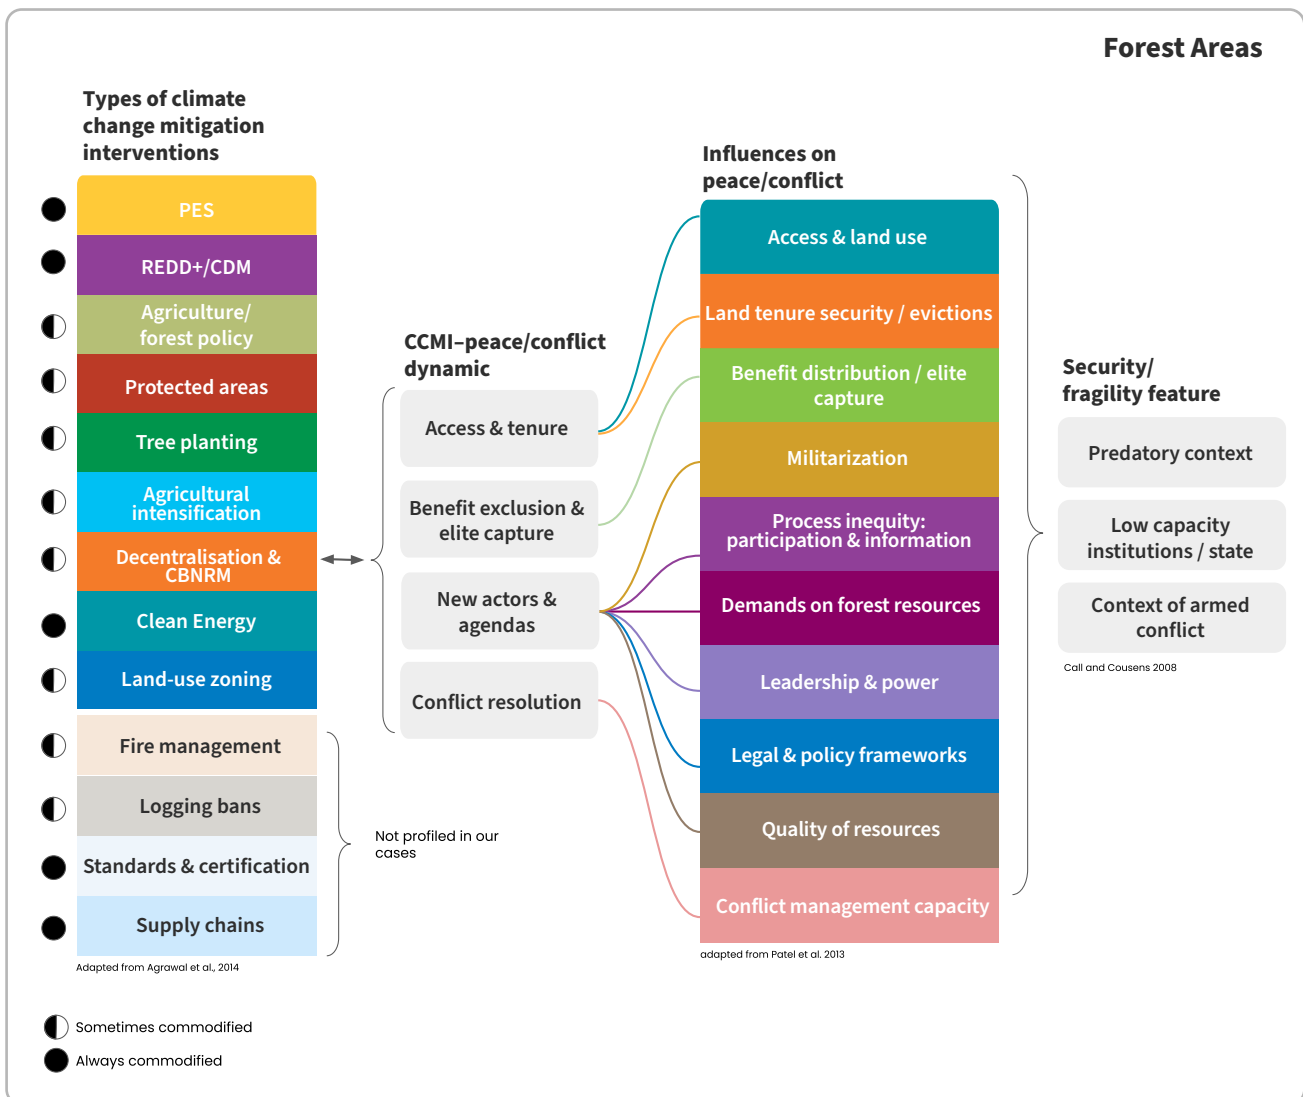 Forest Areas
Types of climate
change mitigation
interventions
PES
REDD+/CDM
Agriculture/
forest policy
Protected areas
Tree planting
Agricultural
intensification
Decentralisation &
CBNRM
Clean Energy
Land-use zoning
Fire management
Logging bans
Standards & certification
Supply chains
Adapted from Agrawal et al., 2014
Not profiled in our
cases
CCMI–peace/conflict
dynamic
Access & tenure
Benefit exclusion &
elite capture
New actors &
agendas
Conflict resolution
Influences on
peace/conflict
Access & land use
Land tenure security / evictions
Benefit distribution / elite
capture
Militarization
Process inequity:
participation & information
Demands on forest resources
Leadership & power
Legal & policy frameworks
Quality of resources
Conflict management capacity
adapted from Patel et al. 2013
Security/
fragility feature
Predatory context
Low capacity
institutions / state
Context of armed
conflict
Call and Cousens 2008
Sometimes commodified
Always commodified